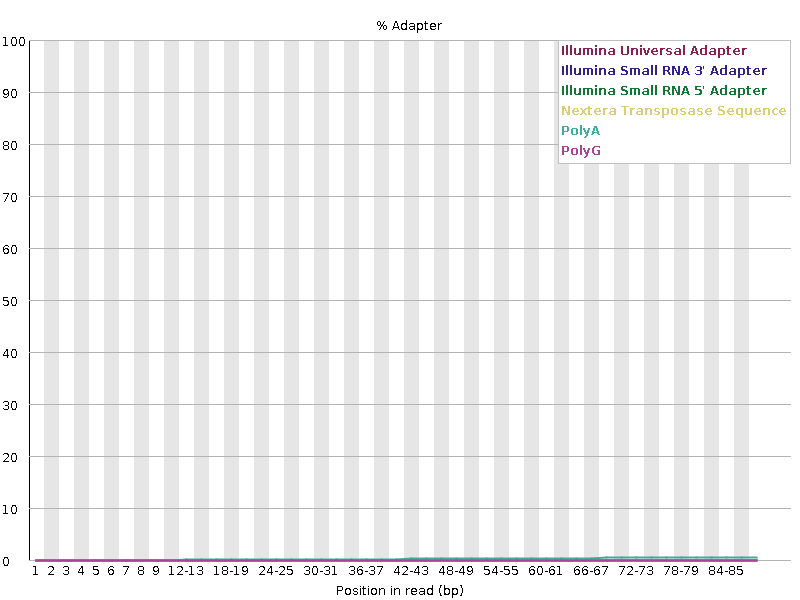 % Adapter
100
90
80
70
60
50
40
30
20
10
0
Illumina Universal Adapter
Illumina Small RNA 3' Adapter
Illumina Small RNA 5' Adapter
Nextera Transposase Sequence
PolyA
PolyG
1 2 3 4 5 6 7 8 9 12-13 18-19 24-25 30-31 36-37 42-43 48-49 54-55 60-61 66-67 72-73 78-79 84-85
Position in read (bp)